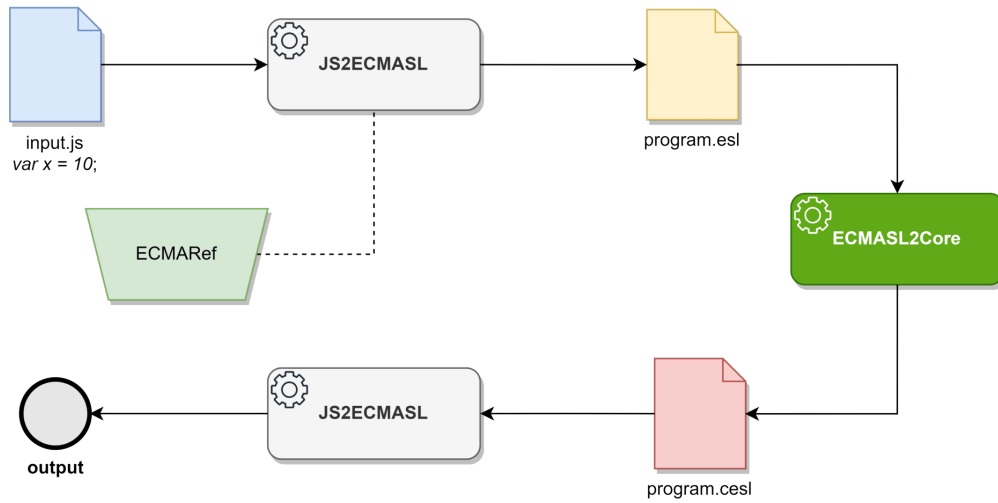 JS2ECMASL
input.js
var x = 10;
program.esl
ECMARef
ECMASL2Core
JS2ECMASL
output
program.cesl